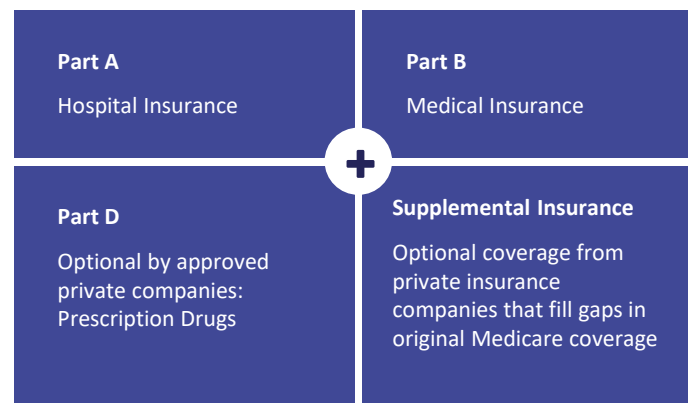 Part A
Hospital Insurance
Part B
Medical Insurance
Part D
Optional by approved
private companies:
Prescription Drugs
Supplemental Insurance
Optional coverage from
private insurance
companies that fill gaps in
original Medicare coverage